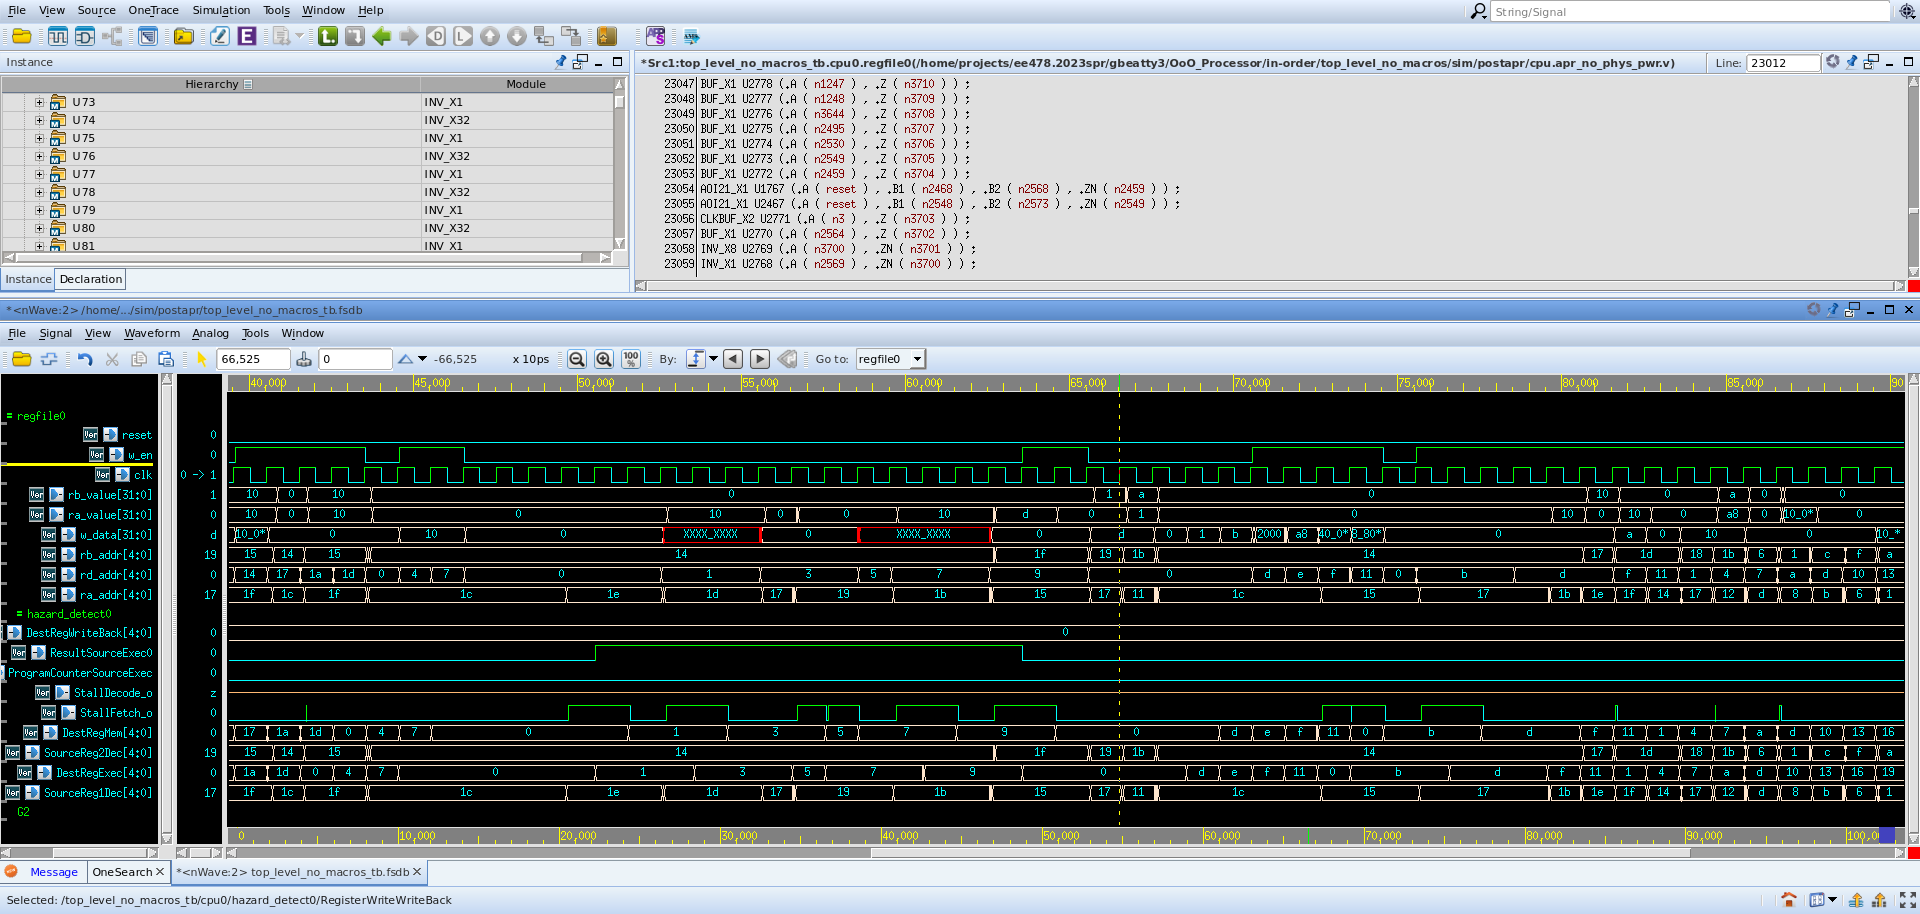 File View Source OneTrace Simulation Tools Window Help
String/Signal
Instance
*Src1:top_level_no_macros_tb.cpu0.regfile0(/home/projects/ee478.2023spr/gbeatty3/OoO_Processor/in-order/top_level_no_macros/sim/postapr/cpu.apr_no_phys_pwr.v)
Line: 23012
Hierarchy Module
U73 INV_X1
U74 INV_X32
U75 INV_X1
U76 INV_X32
U77 INV_X1
U78 INV_X32
U79 INV_X1
U80 INV_X32
U81 INV_X1
Instance Declaration
23047 BUF_X1 U2778 (.A ( n1247 ) , .Z ( n3710 ) ) ;
23048 BUF_X1 U2777 (.A ( n1248 ) , .Z ( n3709 ) ) ;
23049 BUF_X1 U2776 (.A ( n3644 ) , .Z ( n3708 ) ) ;
23050 BUF_X1 U2775 (.A ( n2495 ) , .Z ( n3707 ) ) ;
23051 BUF_X1 U2774 (.A ( n2530 ) , .Z ( n3706 ) ) ;
23052 BUF_X1 U2773 (.A ( n2549 ) , .Z ( n3705 ) ) ;
23053 BUF_X1 U2772 (.A ( n2459 ) , .Z ( n3704 ) ) ;
23054 AOI21_X1 U1767 (.A ( reset ) , .B1 ( n2468 ) , .B2 ( n2568 ) , .ZN ( n2459 ) ) ;
23055 AOI21_X1 U2467 (.A ( reset ) , .B1 ( n2548 ) , .B2 ( n2573 ) , .ZN ( n2549 ) ) ;
23056 CLKBUF_X2 U2771 (.A ( n3 ) , .Z ( n3703 ) ) ;
23057 BUF_X1 U2770 (.A ( n2564 ) , .Z ( n3702 ) ) ;
23058 INV_X8 U2769 (.A ( n3700 ) , .ZN ( n3701 ) ) ;
23059 INV_X1 U2768 (.A ( n2569 ) , .ZN ( n3700 ) ) ;
*<nWave:2> /home/.../sim/postapr/top_level_no_macros_tb.fsdb
File Signal View Waveform Analog Tools Window
66,525 0 -66,525 x 10ps 100 % By: Go to: regfile0
40,000 45,000 50,000 55,000 60,000 65,000 70,000 75,000 80,000 85,000 90
= regfile0
reset 0
w_en 0
clk 0 -> 1
rb_value[31:0] 1 10 0 10 0 1 a 0 10 0 a 0 0
ra_value[31:0] 0 10 0 10 0 10 0 0 10 d 0 1 0 10 0 10 0 a8 0 10_0* 0
w_data[31:0] d 10_0* 0 10 0 XXXX_XXXX 0 XXXX_XXXX 0 d 0 1 b 2000 a8 40_0* 8_80* 0 a 0 10 0 10_*
rb_addr[4:0] 19 15 14 15 14 1f 19 1b 14 17 1d 18 1b 6 1 c f a
rd_addr[4:0] 0 14 17 1a 1d 0 4 7 0 1 3 5 7 9 0 d e f 11 0 b d f 11 1 4 7 a d 10 13
ra_addr[4:0] 17 1f 1c 1f 1c 1e 1d 17 19 1b 15 17 11 1c 15 17 1b 1e 1f 14 17 12 d 8 b 6 1
= hazard_detect0
DestRegWriteBack[4:0] 0 0
ResultSourceExec0 0
ProgramCounterSourceExec 0
StallDecode_o z
StallFetch_o 0
DestRegMem[4:0] 0 17 1a 1d 0 4 7 0 1 3 5 7 9 0 d e f 11 0 b d f 11 1 4 7 a d 10 13 16
SourceReg2Dec[4:0] 19 15 14 15 14 1f 19 1b 14 17 1d 18 1b 6 1 c f a
DestRegExec[4:0] 0 1a 1d 0 4 7 0 1 3 5 7 9 0 d e f 11 0 b d f 11 1 4 7 a d 10 13 16 19
SourceReg1Dec[4:0] 17 1f 1c 1f 1c 1e 1d 17 19 1b 15 17 11 1c 15 17 1b 1e 1f 14 17 12 d 8 b 6 1
G2
0 10,000 20,000 30,000 40,000 50,000 60,000 70,000 80,000 90,000 100,0
Message OneSearch *<nWave:2> top_level_no_macros_tb.fsdb
Selected: /top_level_no_macros_tb/cpu0/hazard_detect0/RegisterWriteWriteBack